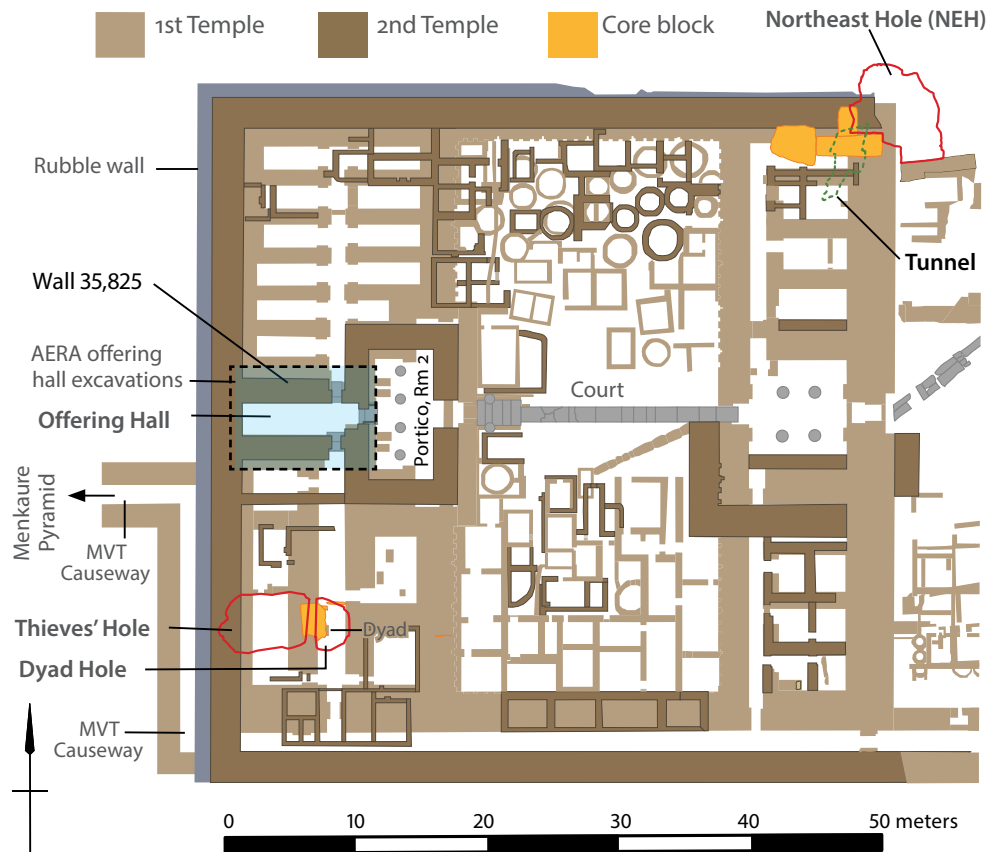 1st Temple
2nd Temple
Core block
Northeast Hole (NEH)
Rubble wall
Tunnel
Wall 35,825
AERA offering
hall excavations
Offering Hall
Portico, Rm 2
Court
Menkaure
Pyramid
MVT
Causeway
Thieves’ Hole
Dyad
Dyad Hole
MVT
Causeway
0
10
20
30
40
50 meters